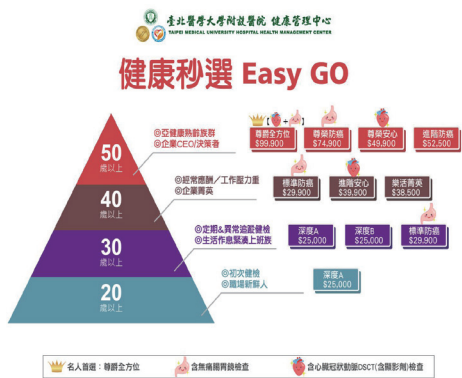 臺北醫學大學附設醫院 健康管理中心
TAIPEI MEDICAL UNIVERSITY HOSPITAL HEALTH MANAGEMENT CENTER
健康秒選 Easy GO
50
歲以上
◎亞健康熟齡族群
◎企業CEO/決策者
【+】
尊爵全方位
$99,900
尊榮防癌
$74,900
尊榮安心
$49,900
進階防癌
$52,500
40
歲以上
◎經常應酬／工作壓力重
◎企業菁英
標準防癌
$29,900
進階安心
$39,900
樂活菁英
$38,500
30
歲以上
◎定期&異常追蹤健檢
◎生活作息緊湊上班族
深度A
$25,000
深度B
$25,000
標準防癌
$29,900
20
歲以上
◎初次健檢
◎職場新鮮人
深度A
$25,000
名人首選：尊爵全方位
含無痛腸胃鏡檢查
含心臟冠狀動脈DSCT(含顯影劑)檢查